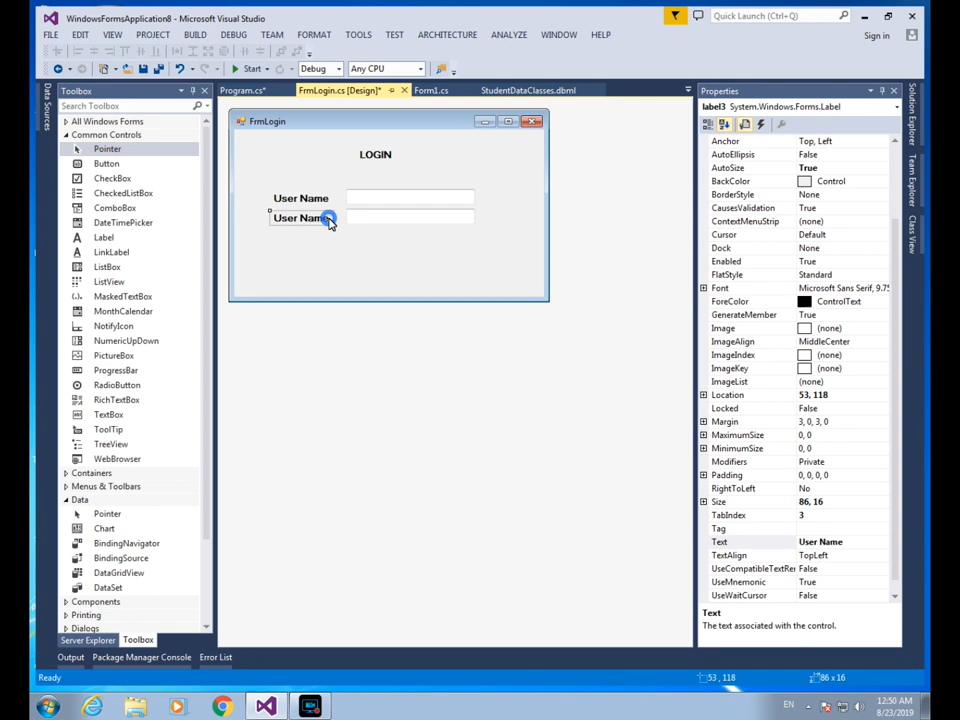 WindowsFormsApplication8 - Microsoft Visual Studio
Quick Launch (Ctrl+Q)
FILE EDIT VIEW PROJECT BUILD DEBUG TEAM FORMAT TOOLS TEST ARCHITECTURE ANALYZE WINDOW HELP
Sign in
Start Debug Any CPU
Data Sources
Toolbox
Search Toolbox
All Windows Forms
Common Controls
Pointer
Button
CheckBox
CheckedListBox
ComboBox
DateTimePicker
Label
LinkLabel
ListBox
ListView
MaskedTextBox
MonthCalendar
NotifyIcon
NumericUpDown
PictureBox
ProgressBar
RadioButton
RichTextBox
TextBox
ToolTip
TreeView
WebBrowser
Containers
Menus & Toolbars
Data
Pointer
Chart
BindingNavigator
BindingSource
DataGridView
DataSet
Components
Printing
Dialogs
Server Explorer Toolbox
Program.cs* FrmLogin.cs [Design]* Form1.cs StudentDataClasses.dbml
FrmLogin
LOGIN
User Name
User Name
Properties
label3 System.Windows.Forms.Label
Anchor Top, Left
AutoEllipsis False
AutoSize True
BackColor Control
BorderStyle None
CausesValidation True
ContextMenuStrip (none)
Cursor Default
Dock None
Enabled True
FlatStyle Standard
Font Microsoft Sans Serif, 9.75
ForeColor ControlText
GenerateMember True
Image (none)
ImageAlign MiddleCenter
ImageIndex (none)
ImageKey (none)
ImageList (none)
Location 53, 118
Locked False
Margin 3, 0, 3, 0
MaximumSize 0, 0
MinimumSize 0, 0
Modifiers Private
Padding 0, 0, 0, 0
RightToLeft No
Size 86, 16
TabIndex 3
Tag
Text User Name
TextAlign TopLeft
UseCompatibleTextRer False
UseMnemonic True
UseWaitCursor False
Text
The text associated with the control.
Solution Explorer
Team Explorer
Class View
Output Package Manager Console Error List
Ready 53 , 118 86 x 16
EN 12:50 AM
8/23/2019